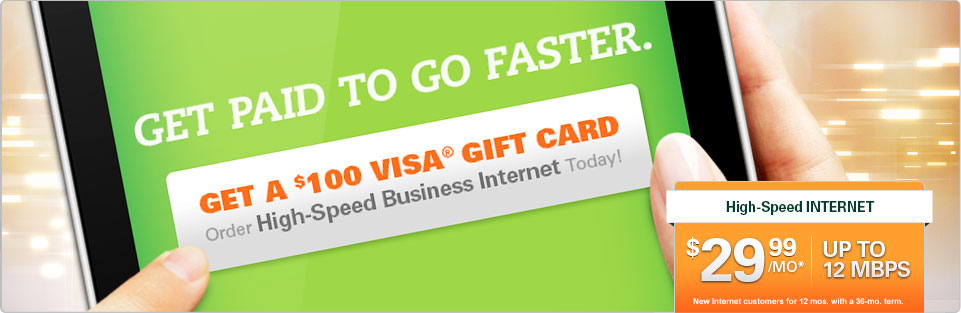 GET PAID TO GO FASTER.
GET A $100 VISA® GIFT CARD
Order High-Speed Business Internet Today!
High-Speed INTERNET
$29.99/MO*
UP TO
12 MBPS
New Internet customers for 12 mos. with a 36-mo. term.